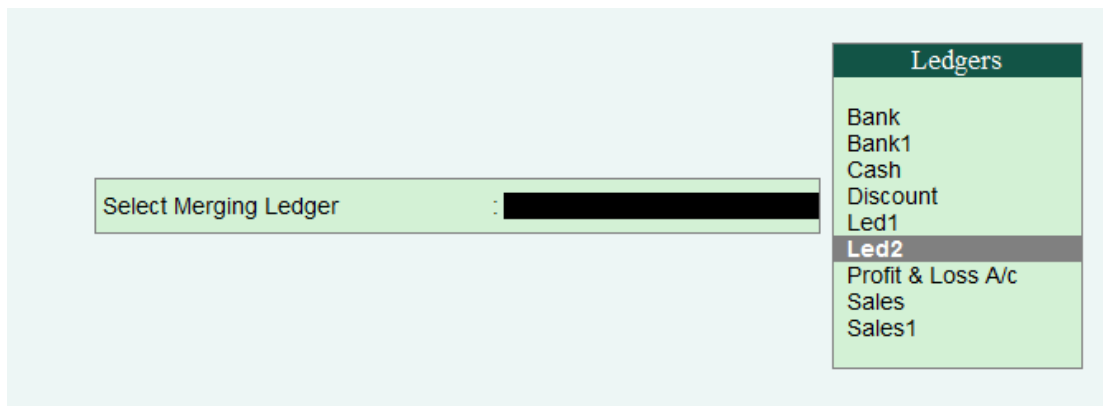 Ledgers
Bank
Bank1
Cash
Discount
Select Merging Ledger :
Led1
Led2
Profit & Loss A/c
Sales
Sales1